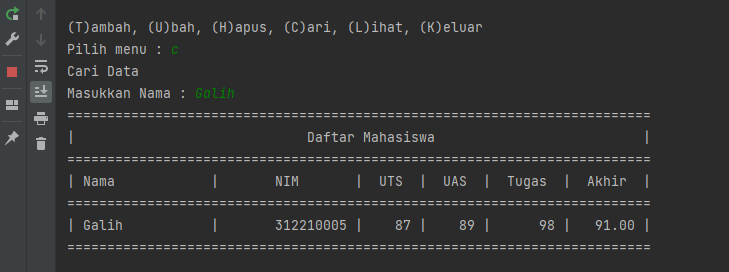 (T)ambah, (U)bah, (H)apus, (C)ari, (L)ihat, (K)eluar
Pilih menu : c
Cari Data
Masukkan Nama : Galih
==========================================================================
|                             Daftar Mahasiswa                          |
==========================================================================
| Nama            |       NIM       |  UTS  |  UAS  |  Tugas  |  Akhir  |
==========================================================================
| Galih           |       312210005 |    87 |    89 |      98 |   91.00 |
==========================================================================